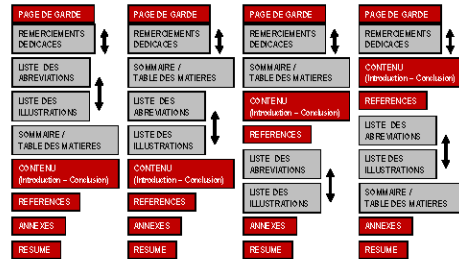 PAGE DE GARDE
REMERCIEMENTS
DEDICACES
LISTE DES
ABREVIATIONS
LISTE DES
ILLUSTRATIONS
SOMMAIRE /
TABLE DES MATIERES
CONTENU
(Introduction – Conclusion)
REFERENCES
ANNEXES
RESUME
PAGE DE GARDE
REMERCIEMENTS
DEDICACES
SOMMAIRE /
TABLE DES MATIERES
LISTE DES
ABREVIATIONS
LISTE DES
ILLUSTRATIONS
CONTENU
(Introduction – Conclusion)
REFERENCES
ANNEXES
RESUME
PAGE DE GARDE
REMERCIEMENTS
DEDICACES
SOMMAIRE /
TABLE DES MATIERES
CONTENU
(Introduction – Conclusion)
REFERENCES
LISTE DES
ABREVIATIONS
LISTE DES
ILLUSTRATIONS
ANNEXES
RESUME
PAGE DE GARDE
REMERCIEMENTS
DEDICACES
CONTENU
(Introduction – Conclusion)
REFERENCES
LISTE DES
ABREVIATIONS
LISTE DES
ILLUSTRATIONS
SOMMAIRE /
TABLE DES MATIERES
ANNEXES
RESUME